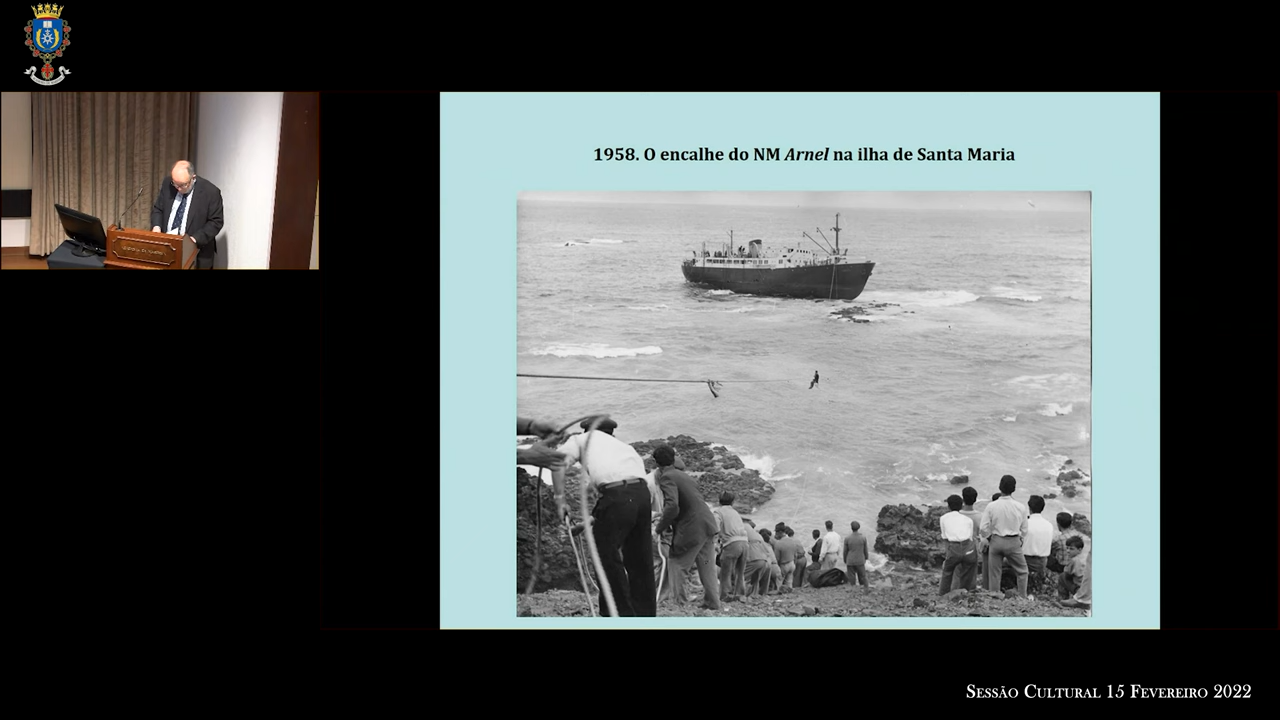 1958. O encalhe do NM Arnel na ilha de Santa Maria
Sessão Cultural 15 Fevereiro 2022